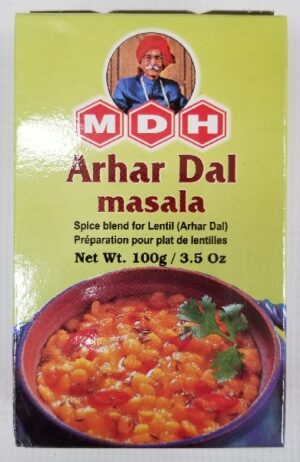 MDH
Arhar Dal
masala
Spice blend for Lentil (Arhar Dal)
Préparation pour plat de lentilles
Net Wt. 100g / 3.5 Oz